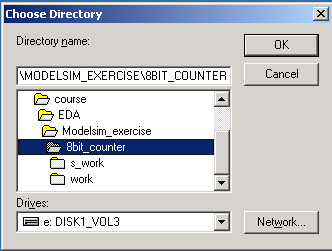 Choose Directory
Directory name:
OK
\MODELSIM_EXERCISE\8BIT_COUNTER
Cancel
course
EDA
Modelsim_exercise
8bit_counter
s_work
work
Drives:
e: DISK1_VOL3
Network...